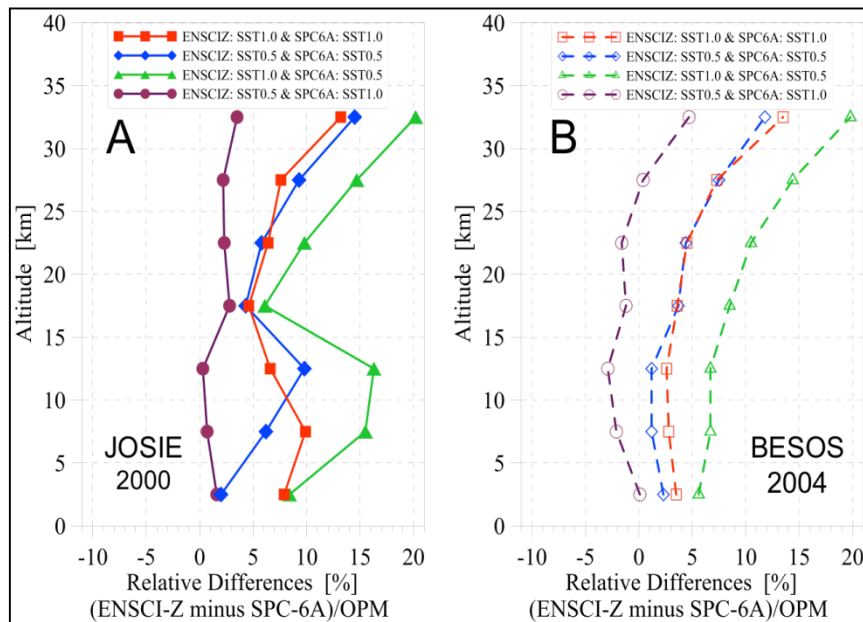 ENSCIZ: SST1.0 & SPC6A: SST1.0
ENSCIZ: SST0.5 & SPC6A: SST0.5
ENSCIZ: SST1.0 & SPC6A: SST0.5
ENSCIZ: SST0.5 & SPC6A: SST1.0
A
JOSIE
2000
40
35
30
25
20
15
10
5
0
Altitude [km]
-10 -5 0 5 10 15 20
Relative Differences [%]
(ENSCI-Z minus SPC-6A)/OPM
ENSCIZ: SST1.0 & SPC6A: SST1.0
ENSCIZ: SST0.5 & SPC6A: SST0.5
ENSCIZ: SST1.0 & SPC6A: SST0.5
ENSCIZ: SST0.5 & SPC6A: SST1.0
B
BESOS
2004
40
35
30
25
20
15
10
5
0
Altitude [km]
-10 -5 0 5 10 15 20
Relative Differences [%]
(ENSCI-Z minus SPC-6A)/OPM